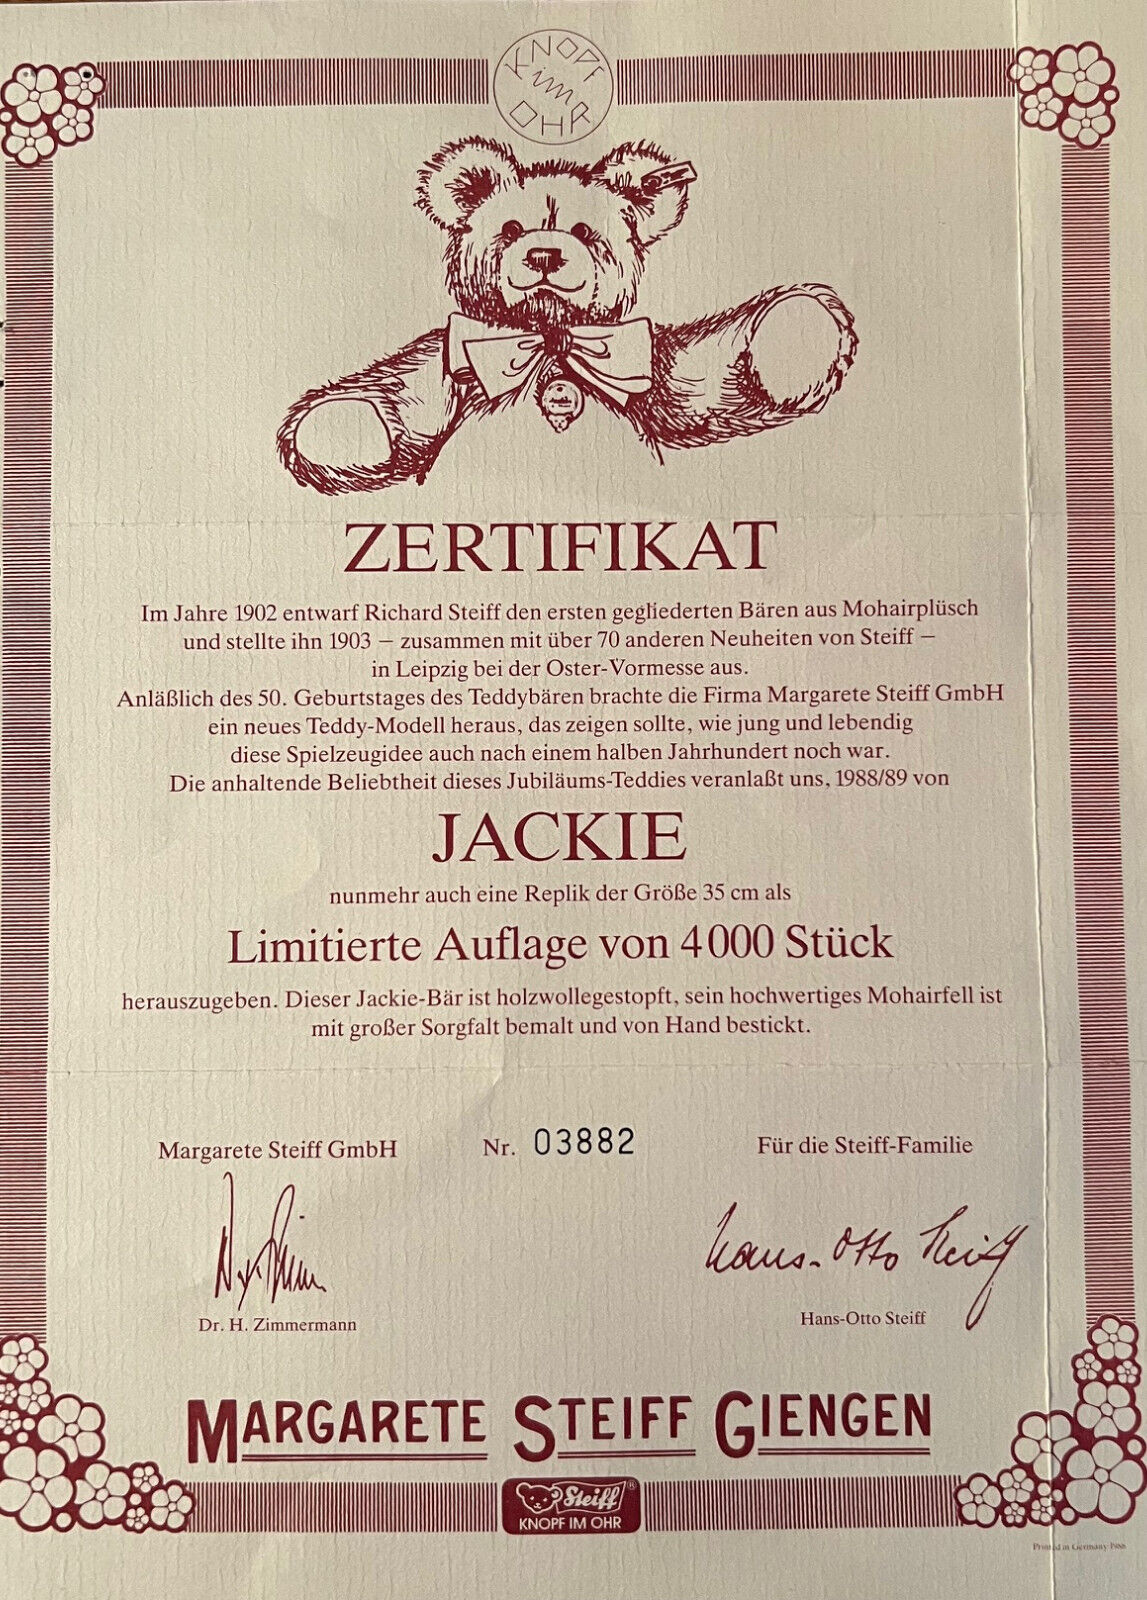 KNOPF
im
OHR
ZERTIFIKAT
Im Jahre 1902 entwarf Richard Steiff den ersten gegliederten Bären aus Mohairplüsch
und stellte ihn 1903 – zusammen mit über 70 anderen Neuheiten von Steiff –
in Leipzig bei der Oster-Vormesse aus.
Anläßlich des 50. Geburtstages des Teddybären brachte die Firma Margarete Steiff GmbH
ein neues Teddy-Modell heraus, das zeigen sollte, wie jung und lebendig
diese Spielzeugidee auch nach einem halben Jahrhundert noch war.
Die anhaltende Beliebtheit dieses Jubiläums-Teddies veranlaßt uns, 1988/89 von
JACKIE
nunmehr auch eine Replik der Größe 35 cm als
Limitierte Auflage von 4000 Stück
herauszugeben. Dieser Jackie-Bär ist holzwollegestopft, sein hochwertiges Mohairfell ist
mit großer Sorgfalt bemalt und von Hand bestickt.
Margarete Steiff GmbH Nr. 03882 Für die Steiff-Familie
Hans-Otto Steiff
Dr. H. Zimmermann Hans-Otto Steiff
MARGARETE STEIFF GIENGEN
Steiff®
KNOPF IM OHR
Printed in Germany 1988